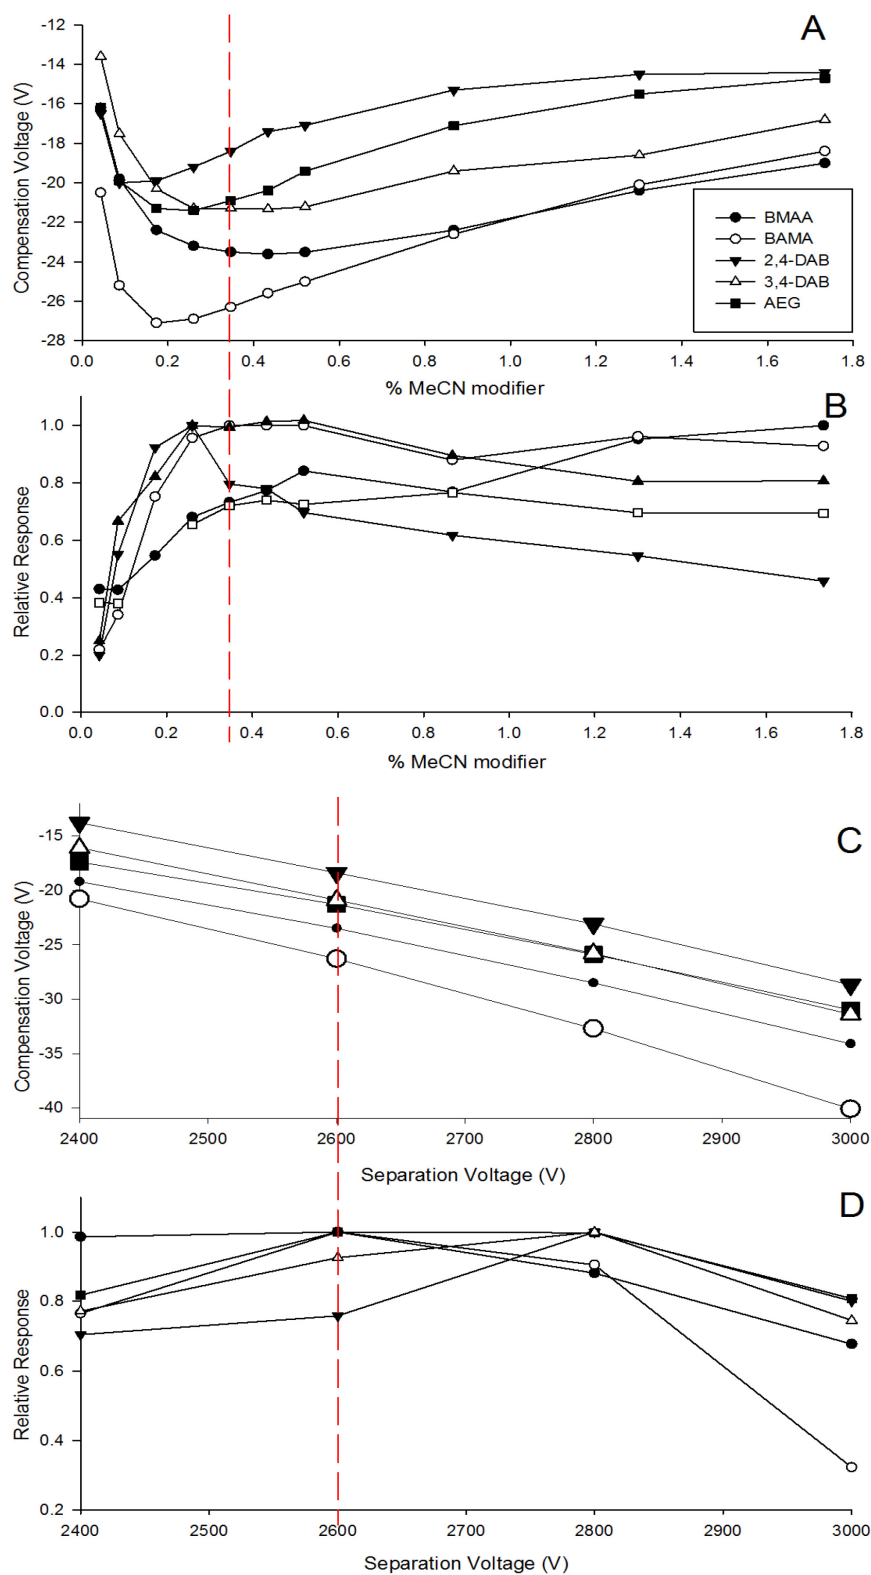 A
-12
-14
-16
-18
-20
-22
-24
-26
-28
Compensation Voltage (V)
BMAA
BAMA
2,4-DAB
3,4-DAB
AEG
0.0 0.2 0.4 0.6 0.8 1.0 1.2 1.4 1.6 1.8
% MeCN modifier
B
1.0
0.8
0.6
0.4
0.2
0.0
Relative Response
0.0 0.2 0.4 0.6 0.8 1.0 1.2 1.4 1.6 1.8
% MeCN modifier
C
-15
-20
-25
-30
-35
-40
Compensation Voltage (V)
2400 2500 2600 2700 2800 2900 3000
Separation Voltage (V)
D
1.0
0.8
0.6
0.4
0.2
Relative Response
2400 2500 2600 2700 2800 2900 3000
Separation Voltage (V)